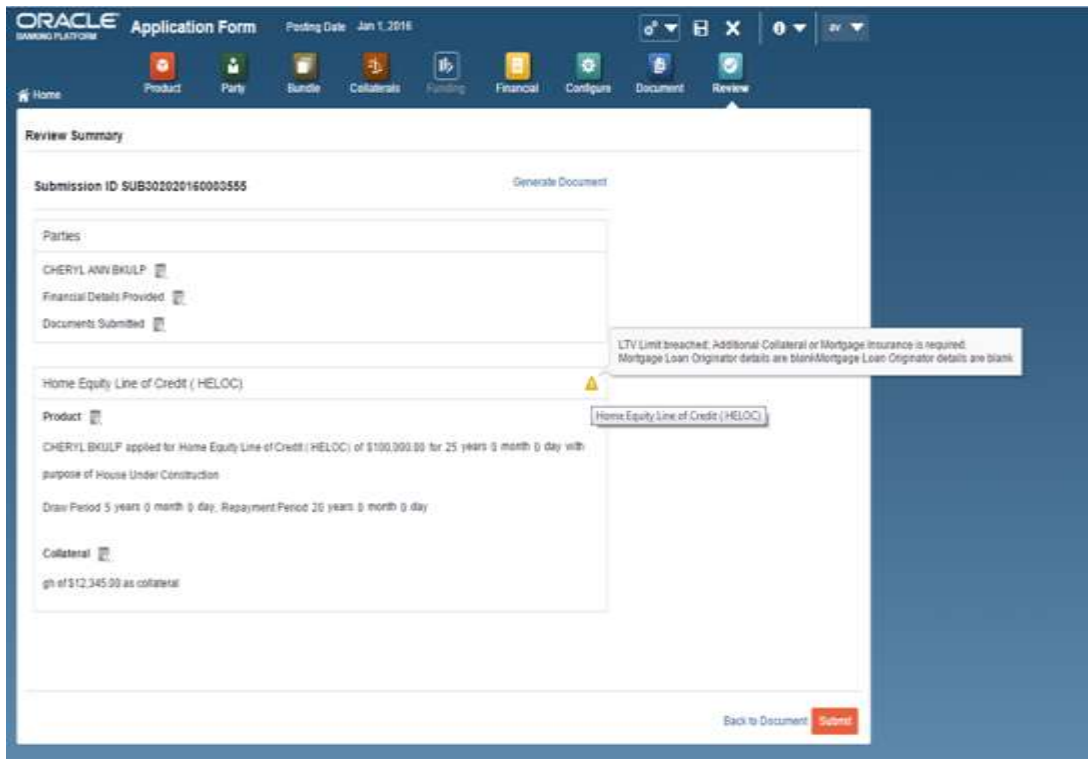 ORACLE
BANKING PLATFORM
Application Form
Posting Date Jan 1, 2016
Home
Product
Party
Bundle
Collaterals
Funding
Financial
Configure
Document
Review
Review Summary
Submission ID SUB302020160003555
Generate Document
Parties
CHERYL ANN BKULP
Financial Details Provided
Documents Submitted
LTV Limit breached; Additional Collateral or Mortgage Insurance is required.
Mortgage Loan Originator details are blankMortgage Loan Originator details are blank
Home Equity Line of Credit ( HELOC)
Home Equity Line of Credit ( HELOC)
Product
CHERYL BKULP applied for Home Equity Line of Credit ( HELOC) of $100,000.00 for 25 years 0 month 0 day with
purpose of House Under Construction
Draw Period 5 years 0 month 0 day, Repayment Period 20 years 0 month 0 day
Collateral
gh of $12,345.00 as collateral
Back to Document
Submit